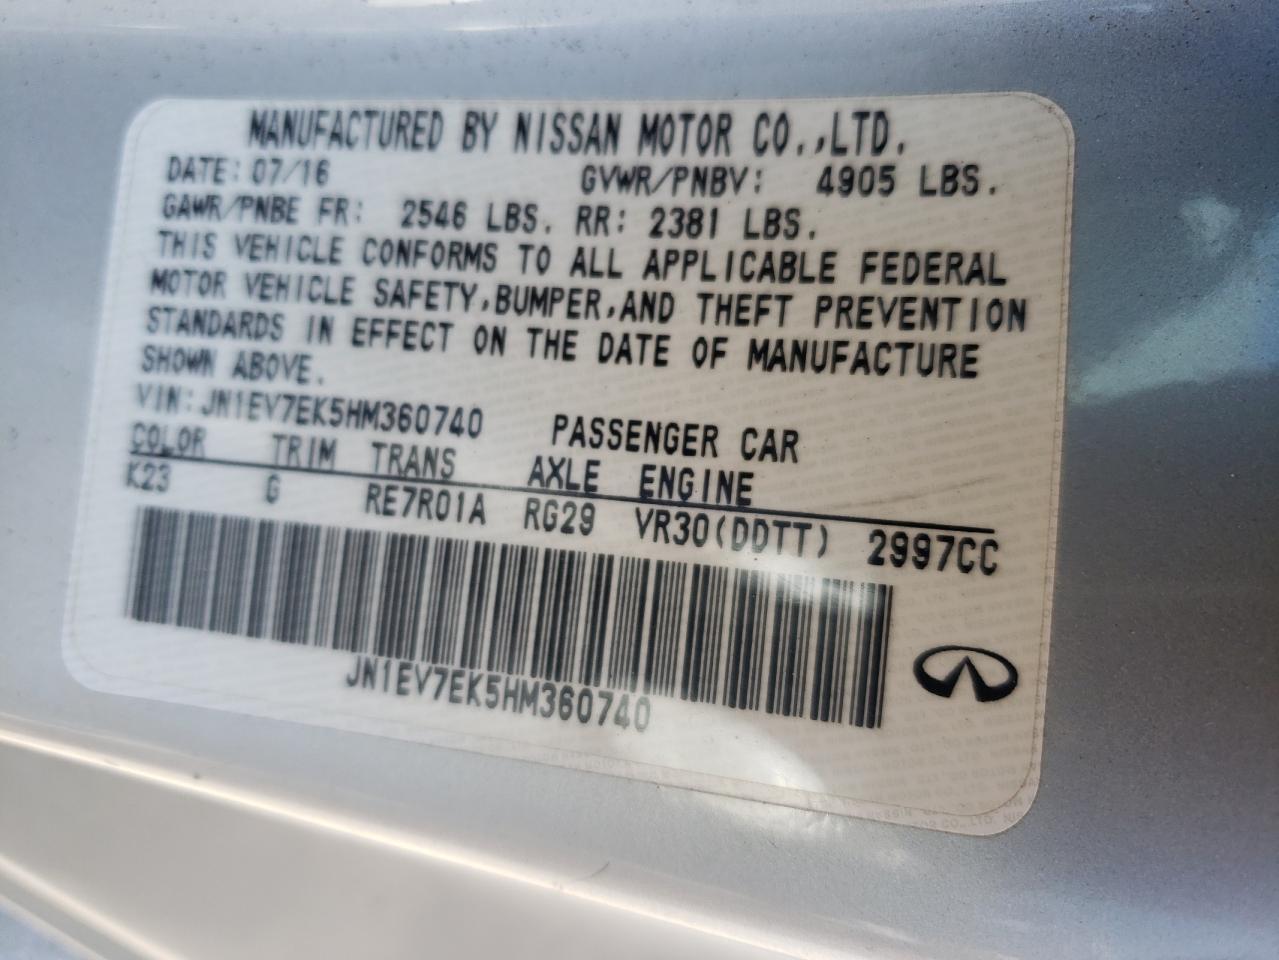 MANUFACTURED BY NISSAN MOTOR CO.,LTD.
DATE: 07/16 GVWR/PNBV: 4905 LBS.
GAWR/PNBE FR: 2546 LBS. RR: 2381 LBS.
THIS VEHICLE CONFORMS TO ALL APPLICABLE FEDERAL
MOTOR VEHICLE SAFETY,BUMPER,AND THEFT PREVENTION
STANDARDS IN EFFECT ON THE DATE OF MANUFACTURE
SHOWN ABOVE.
VIN: JN1EV7EK5HM360740 PASSENGER CAR
COLOR TRIM TRANS AXLE ENGINE
K23 G RE7R01A RG29 VR30(DDTT) 2997CC
JN1EV7EK5HM360740